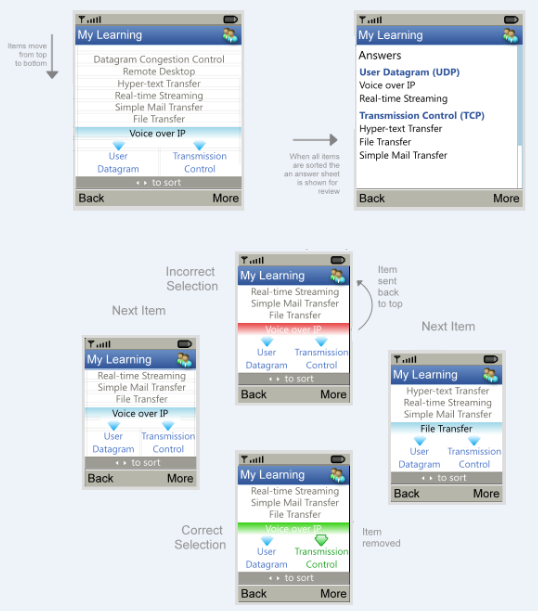 Items move
from top
to bottom
My Learning
Datagram Congestion Control
Remote Desktop
Hyper-text Transfer
Real-time Streaming
Simple Mail Transfer
File Transfer
Voice over IP
User Transmission
Datagram Control
to sort
Back More
When all items
are sorted the
an answer sheet
is shown for
review
My Learning
Answers
User Datagram (UDP)
Voice over IP
Real-time Streaming
Transmission Control (TCP)
Hyper-text Transfer
File Transfer
Simple Mail Transfer
Back More
Incorrect
Selection
My Learning
Real-time Streaming
Simple Mail Transfer
File Transfer
Voice over IP
User Transmission
Datagram Control
to sort
Back More
Item
sent
back
to top
Next Item
My Learning
Real-time Streaming
Simple Mail Transfer
File Transfer
Voice over IP
User Transmission
Datagram Control
to sort
Back More
Next Item
My Learning
Hyper-text Transfer
Real-time Streaming
Simple Mail Transfer
File Transfer
User Transmission
Datagram Control
to sort
Back More
Correct
Selection
My Learning
Real-time Streaming
Simple Mail Transfer
File Transfer
Voice over IP
User Transmission
Datagram Control
to sort
Back More
Item
removed